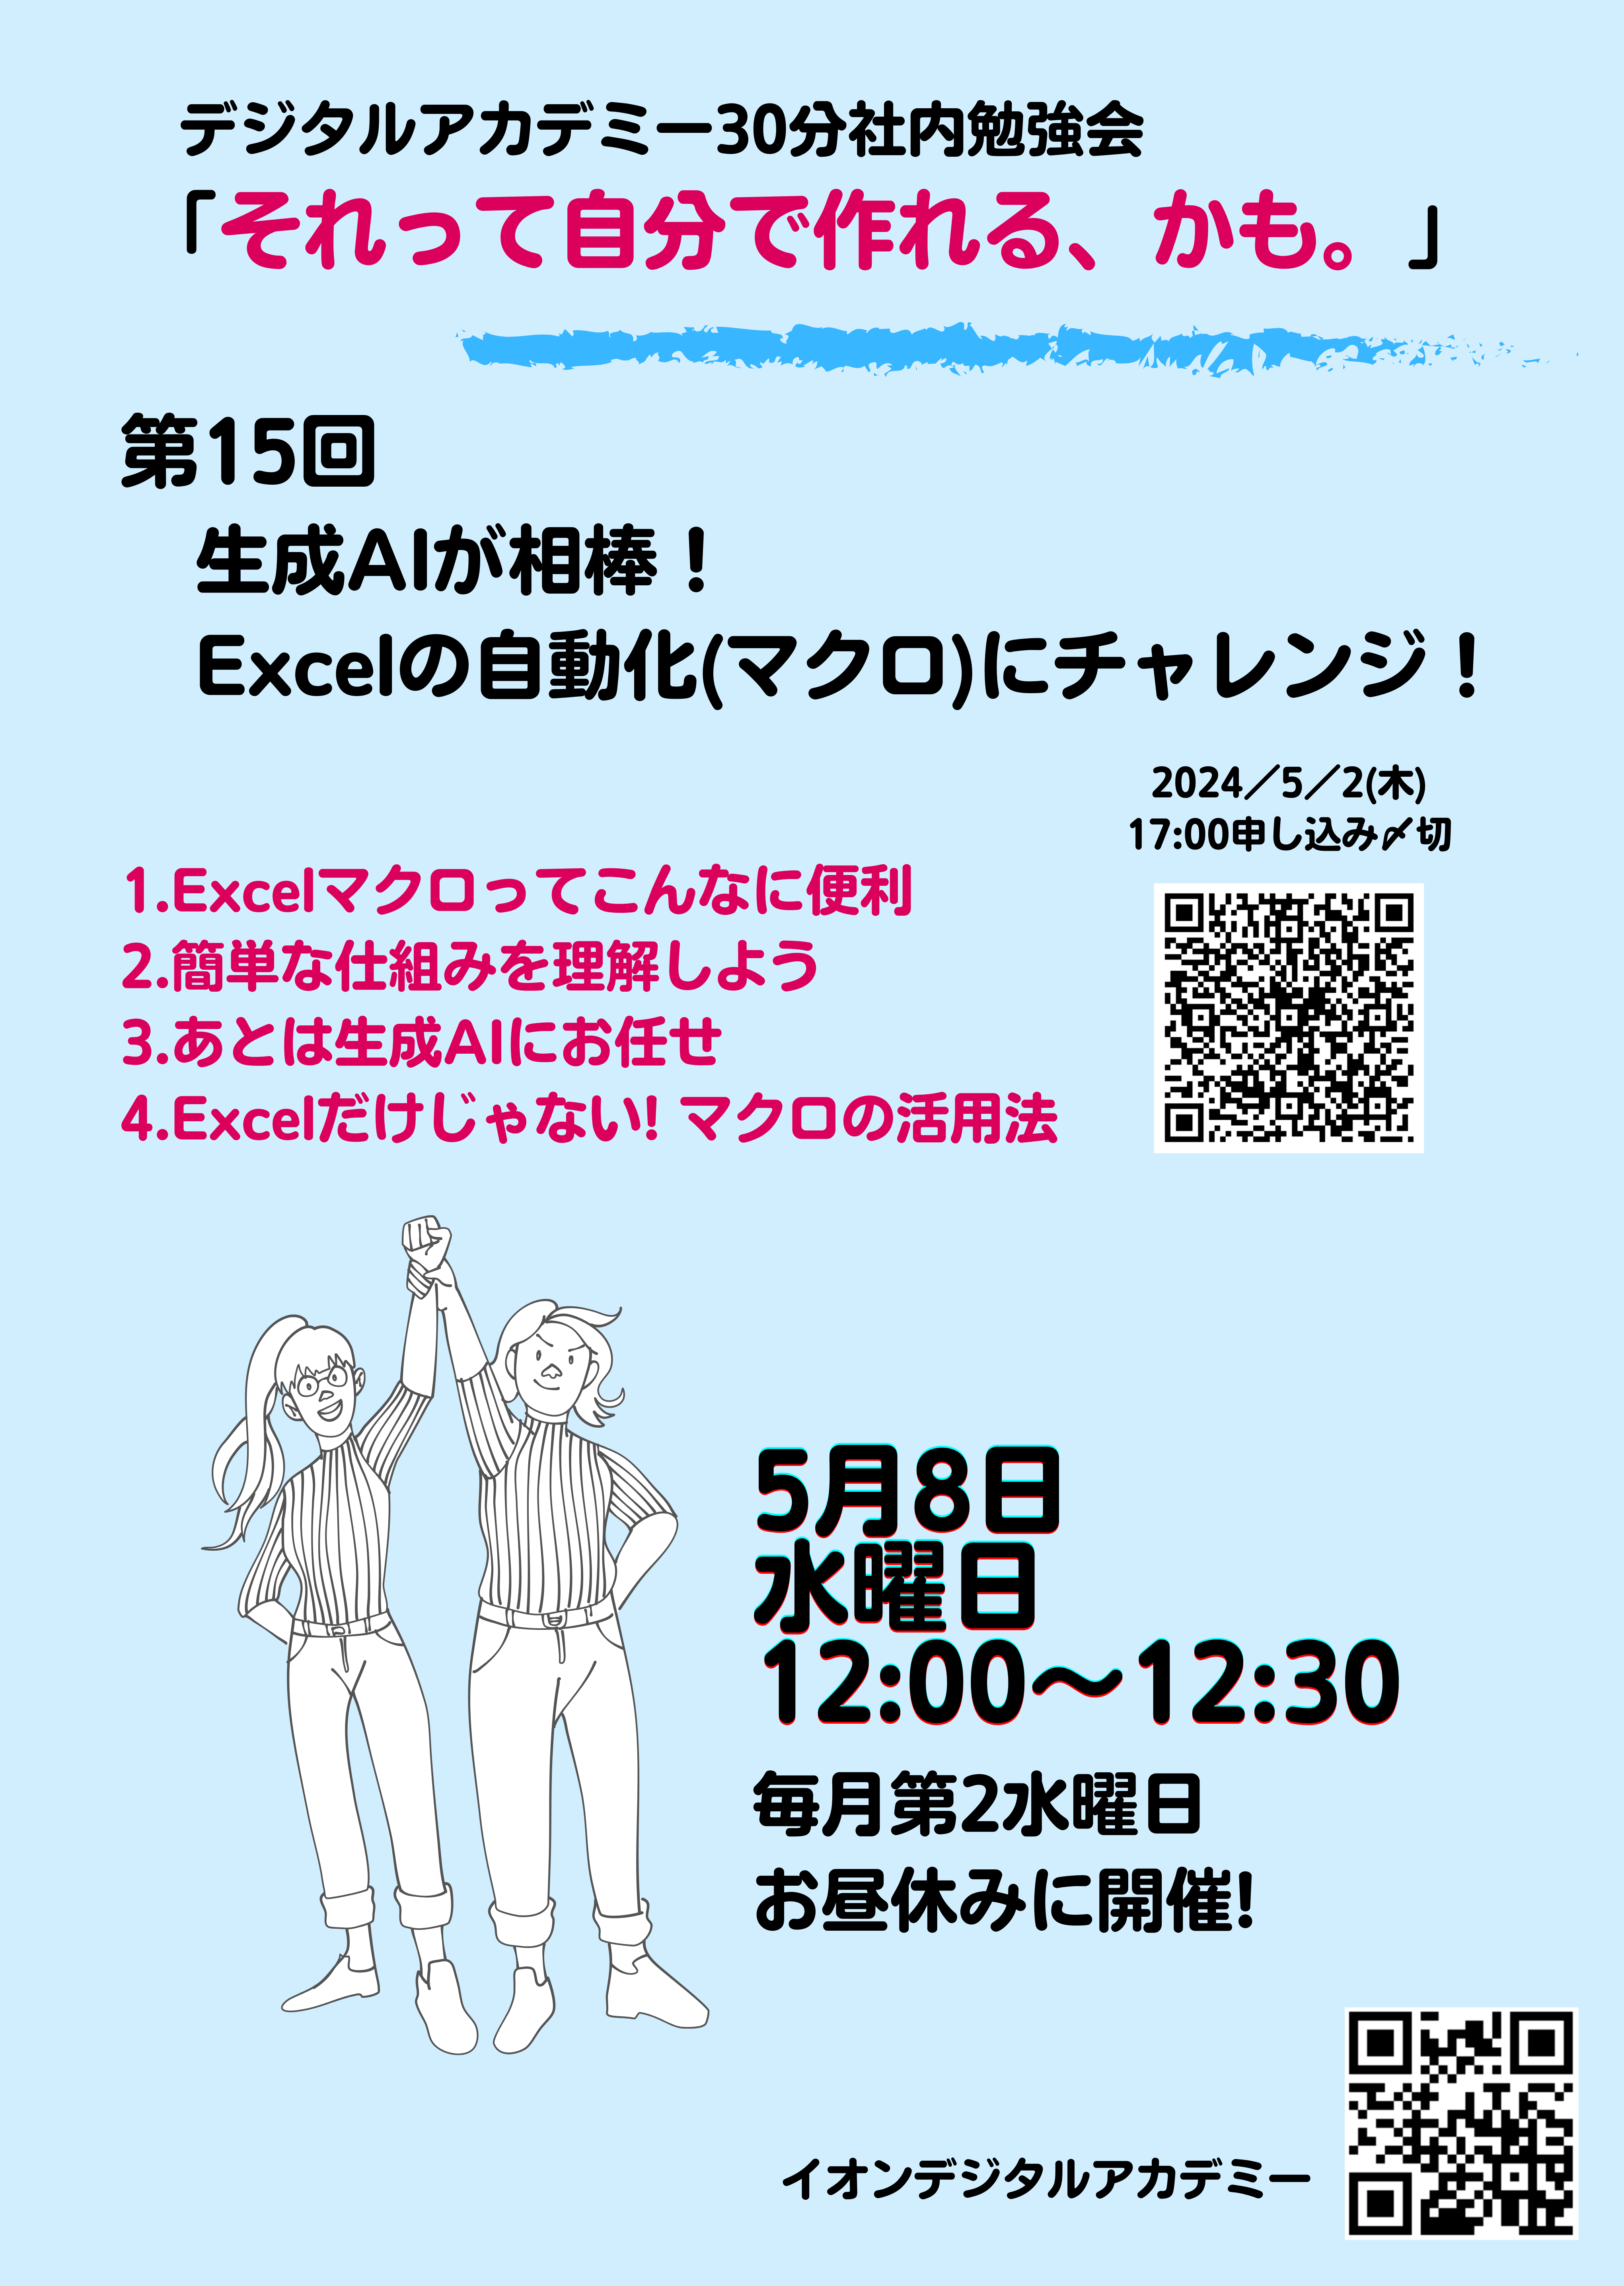 デジタルアカデミー30分社内勉強会
「それって自分で作れる、かも。」
第15回
生成AIが相棒！
Excelの自動化(マクロ)にチャレンジ！
2024／5／2(木)
17:00申し込み〆切
1.Excelマクロってこんなに便利
2.簡単な仕組みを理解しよう
3.あとは生成AIにお任せ
4.Excelだけじゃない! マクロの活用法
5月8日
水曜日
12:00～12:30
毎月第2水曜日
お昼休みに開催!
イオンデジタルアカデミー